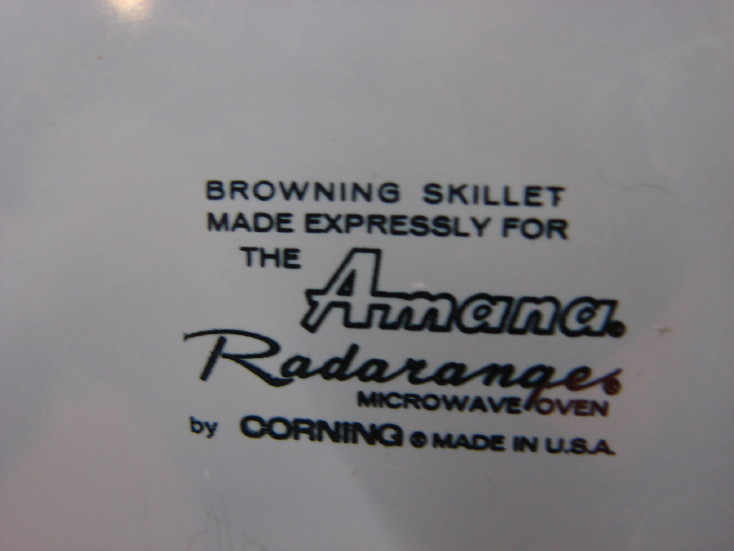 BROWNING SKILLET
MADE EXPRESSLY FOR
THE Amana.
Radarange®
MICROWAVE OVEN
by CORNING ® MADE IN U.S.A.